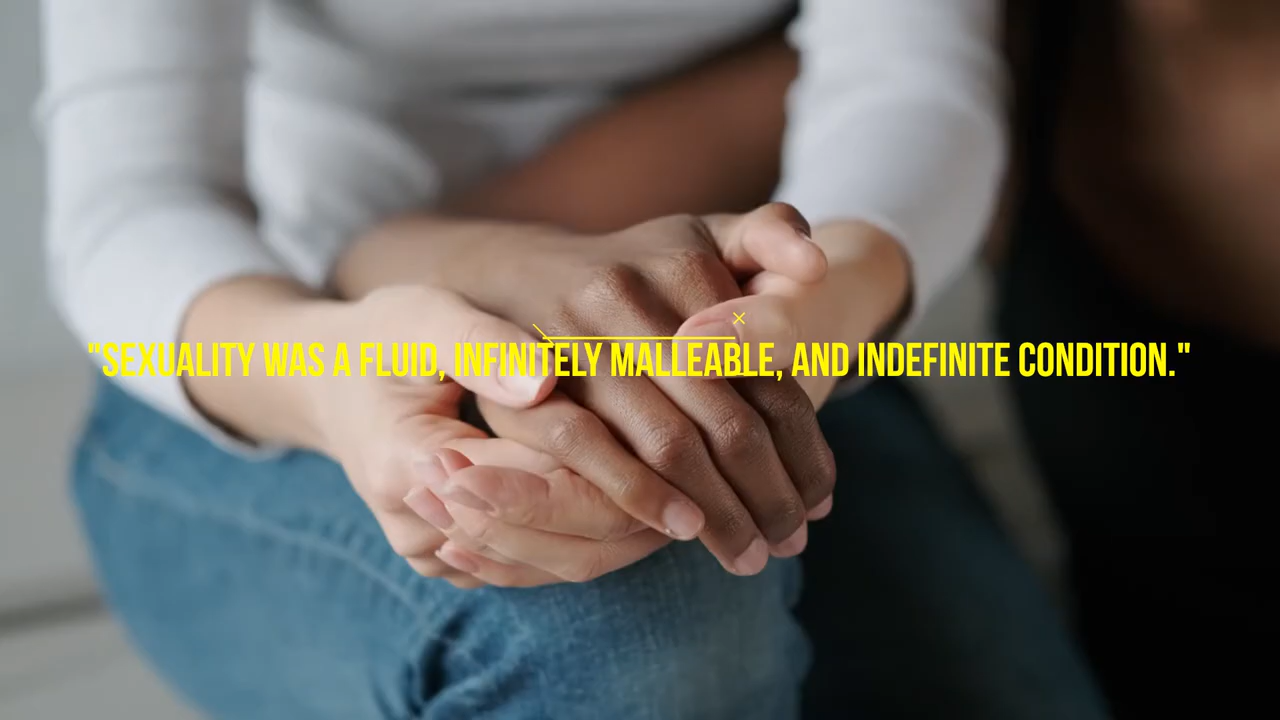 "SEXUALITY WAS A FLUID, INFINITELY MALLEABLE, AND INDEFINITE CONDITION."